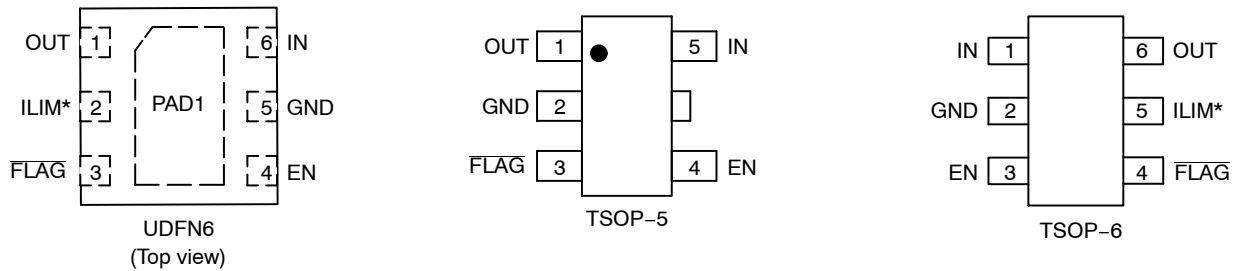 OUT 1 6 IN
ILIM* 2 PAD1 5 GND
FLAG 3 4 EN
UDFN6
(Top view)
OUT 1 5 IN
GND 2
FLAG 3 4 EN
TSOP−5
IN 1 6 OUT
GND 2 5 ILIM*
EN 3 4 FLAG
TSOP−6